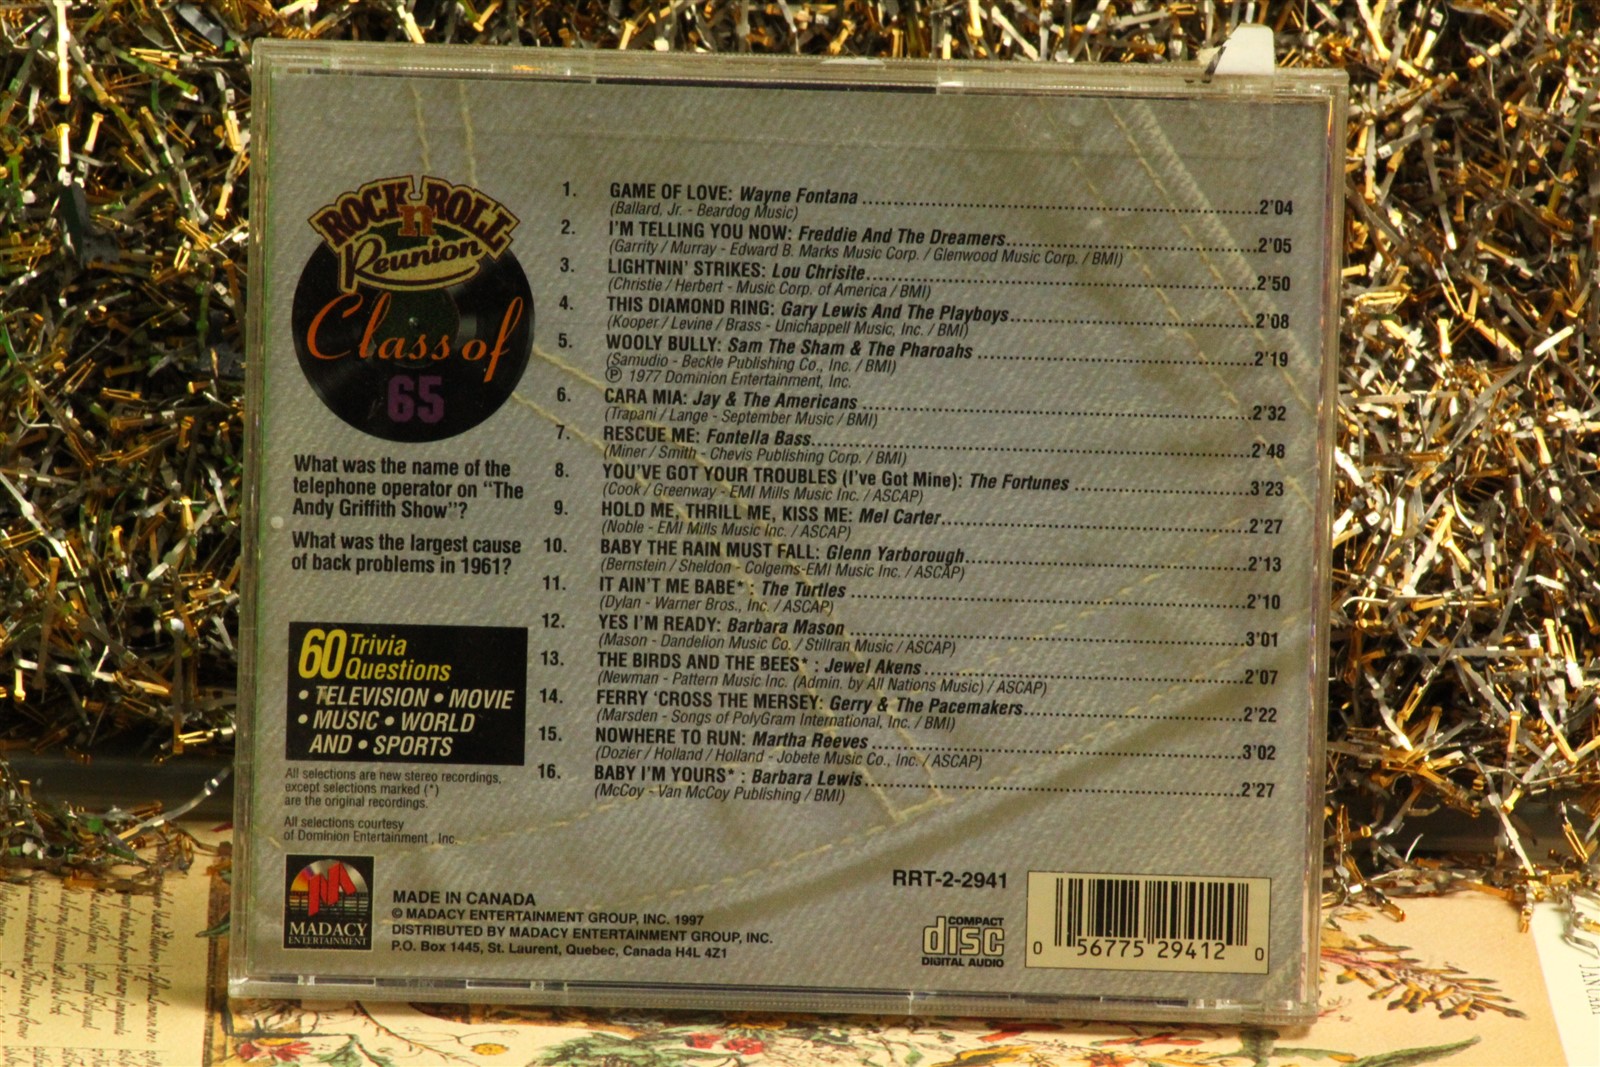 ROCK n ROLL
Reunion
Class of
65
What was the name of the
telephone operator on "The
Andy Griffith Show"?
What was the largest cause
of back problems in 1961?
60 Trivia
Questions
• TELEVISION • MOVIE
• MUSIC • WORLD
AND • SPORTS
All selections are new stereo recordings,
except selections marked (*)
are the original recordings.
All selections courtesy
of Dominion Entertainment, Inc.
1. GAME OF LOVE: Wayne Fontana ........ 2'04
(Ballard, Jr. - Beardog Music)
2. I'M TELLING YOU NOW: Freddie And The Dreamers ........ 2'05
(Garrity / Murray - Edward B. Marks Music Corp. / Glenwood Music Corp. / BMI)
3. LIGHTNIN' STRIKES: Lou Chrisite ........ 2'50
(Christie / Herbert - Music Corp. of America / BMI)
4. THIS DIAMOND RING: Gary Lewis And The Playboys ........ 2'08
(Kooper / Levine / Brass - Unichappell Music, Inc. / BMI)
5. WOOLY BULLY: Sam The Sham & The Pharoahs ........ 2'19
(Samudio - Beckle Publishing Co., Inc. / BMI)
℗ 1977 Dominion Entertainment, Inc.
6. CARA MIA: Jay & The Americans ........ 2'32
(Trapani / Lange - September Music / BMI)
7. RESCUE ME: Fontella Bass ........ 2'48
(Miner / Smith - Chevis Publishing Corp. / BMI)
8. YOU'VE GOT YOUR TROUBLES (I've Got Mine): The Fortunes ........ 3'23
(Cook / Greenway - EMI Mills Music Inc. / ASCAP)
9. HOLD ME, THRILL ME, KISS ME: Mel Carter ........ 2'27
(Noble - EMI Mills Music Inc. / ASCAP)
10. BABY THE RAIN MUST FALL: Glenn Yarborough ........ 2'13
(Bernstein / Sheldon - Colgems-EMI Music Inc. / ASCAP)
11. IT AIN'T ME BABE* : The Turtles ........ 2'10
(Dylan - Warner Bros., Inc. / ASCAP)
12. YES I'M READY: Barbara Mason ........ 3'01
(Mason - Dandelion Music Co. / Stillran Music / ASCAP)
13. THE BIRDS AND THE BEES* : Jewel Akens ........ 2'07
(Newman - Pattern Music Inc. (Admin. by All Nations Music) / ASCAP)
14. FERRY 'CROSS THE MERSEY: Gerry & The Pacemakers ........ 2'22
(Marsden - Songs of PolyGram International, Inc. / BMI)
15. NOWHERE TO RUN: Martha Reeves ........ 3'02
(Dozier / Holland / Holland - Jobete Music Co., Inc. / ASCAP)
16. BABY I'M YOURS* : Barbara Lewis ........ 2'27
(McCoy - Van McCoy Publishing / BMI)
MADACY
ENTERTAINMENT
MADE IN CANADA
© MADACY ENTERTAINMENT GROUP, INC. 1997
DISTRIBUTED BY MADACY ENTERTAINMENT GROUP, INC.
P.O. Box 1445, St. Laurent, Quebec, Canada H4L 4Z1
RRT-2-2941
COMPACT
disc
DIGITAL AUDIO
0 56775 29412 0